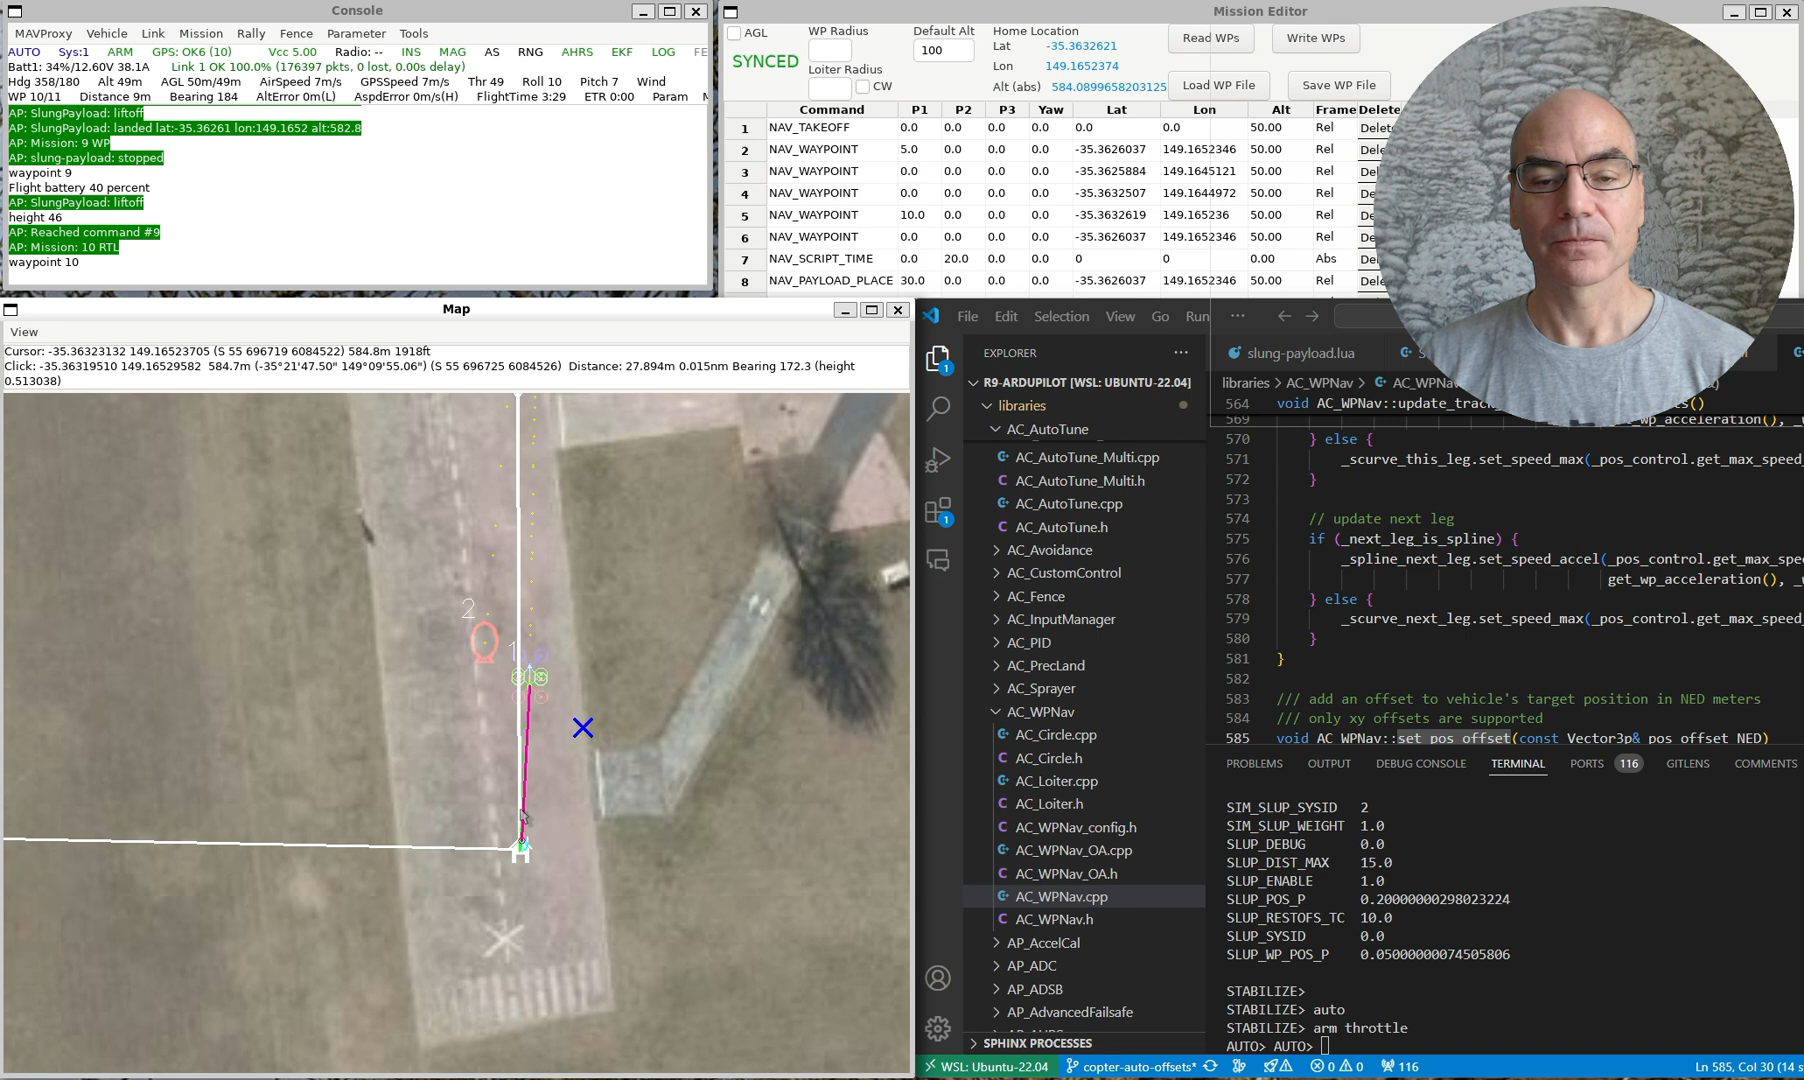 Console
MAVProxy Vehicle Link Mission Rally Fence Parameter Tools
AUTO Sys:1 ARM GPS: OK6 (10) Vcc 5.00 Radio: -- INS MAG AS RNG AHRS EKF LOG FE
Batt1: 34%/12.60V 38.1A Link 1 OK 100.0% (176397 pkts, 0 lost, 0.00s delay)
Hdg 358/180 Alt 49m AGL 50m/49m AirSpeed 7m/s GPSSpeed 7m/s Thr 49 Roll 10 Pitch 7 Wind
WP 10/11 Distance 9m Bearing 184 AltError 0m(L) AspdError 0m/s(H) FlightTime 3:29 ETR 0:00 Param
AP: SlungPayload: liftoff
AP: SlungPayload: landed lat:-35.36261 lon:149.1652 alt:582.8
AP: Mission: 9 WP
AP: slung-payload: stopped
waypoint 9
Flight battery 40 percent
AP: SlungPayload: liftoff
height 46
AP: Reached command #9
AP: Mission: 10 RTL
waypoint 10
Mission Editor
AGL WP Radius Default Alt Home Location Read WPs Write WPs
SYNCED 100 Lat -35.3632621
Loiter Radius Lon 149.1652374
CW Alt (abs) 584.0899658203125 Load WP File Save WP File
Command P1 P2 P3 Yaw Lat Lon Alt Frame Delete
1 NAV_TAKEOFF 0.0 0.0 0.0 0.0 0.0 0.0 50.00 Rel Delet
2 NAV_WAYPOINT 5.0 0.0 0.0 0.0 -35.3626037 149.1652346 50.00 Rel Dele
3 NAV_WAYPOINT 0.0 0.0 0.0 0.0 -35.3625884 149.1645121 50.00 Rel Del
4 NAV_WAYPOINT 0.0 0.0 0.0 0.0 -35.3632507 149.1644972 50.00 Rel De
5 NAV_WAYPOINT 10.0 0.0 0.0 0.0 -35.3632619 149.165236 50.00 Rel De
6 NAV_WAYPOINT 0.0 0.0 0.0 0.0 -35.3626037 149.1652346 50.00 Rel De
7 NAV_SCRIPT_TIME 0.0 20.0 0.0 0.0 0 0 0.00 Abs Del
8 NAV_PAYLOAD_PLACE 30.0 0.0 0.0 0.0 -35.3626037 149.1652346 50.00 Rel Del
Map
View
Cursor: -35.36323132 149.16523705 (S 55 696719 6084522) 584.8m 1918ft
Click: -35.36319510 149.16529582 584.7m (-35°21'47.50" 149°09'55.06") (S 55 696725 6084526) Distance: 27.894m 0.015nm Bearing 172.3 (height
0.513038)
2
1
H
File Edit Selection View Go Run ···
EXPLORER ···
R9-ARDUPILOT [WSL: UBUNTU-22.04]
libraries
AC_AutoTune
AC_AutoTune_Multi.cpp
AC_AutoTune_Multi.h
AC_AutoTune.cpp
AC_AutoTune.h
AC_Avoidance
AC_CustomControl
AC_Fence
AC_InputManager
AC_PID
AC_PrecLand
AC_Sprayer
AC_WPNav
AC_Circle.cpp
AC_Circle.h
AC_Loiter.cpp
AC_Loiter.h
AC_WPNav_config.h
AC_WPNav_OA.cpp
AC_WPNav_OA.h
AC_WPNav.cpp
AC_WPNav.h
AP_AccelCal
AP_ADC
AP_ADSB
AP_AdvancedFailsafe
SPHINX PROCESSES
1
1
slung-payload.lua
libraries > AC_WPNav >
564 void AC_WPNav::update_track
569
570 } else {
571 _scurve_this_leg.set_speed_max(_pos_control.get_max_speed_
572 }
573
574 // update next leg
575 if (_next_leg_is_spline) {
576 _spline_next_leg.set_speed_accel(_pos_control.get_max_spee
577 get_wp_acceleration(),
578 } else {
579 _scurve_next_leg.set_speed_max(_pos_control.get_max_speed_
580 }
581 }
582
583 /// add an offset to vehicle's target position in NED meters
584 /// only xy offsets are supported
585 void AC_WPNav::set_pos_offset(const Vector3p& pos_offset_NED)
PROBLEMS OUTPUT DEBUG CONSOLE TERMINAL PORTS 116 GITLENS COMMENTS
SIM_SLUP_SYSID 2
SIM_SLUP_WEIGHT 1.0
SLUP_DEBUG 0.0
SLUP_DIST_MAX 15.0
SLUP_ENABLE 1.0
SLUP_POS_P 0.20000000298023224
SLUP_RESTOFS_TC 10.0
SLUP_SYSID 0.0
SLUP_WP_POS_P 0.05000000074505806
STABILIZE>
STABILIZE> auto
STABILIZE> arm throttle
AUTO> AUTO>
WSL: Ubuntu-22.04 copter-auto-offsets* 0 0 116 Ln 585, Col 30 (14 s